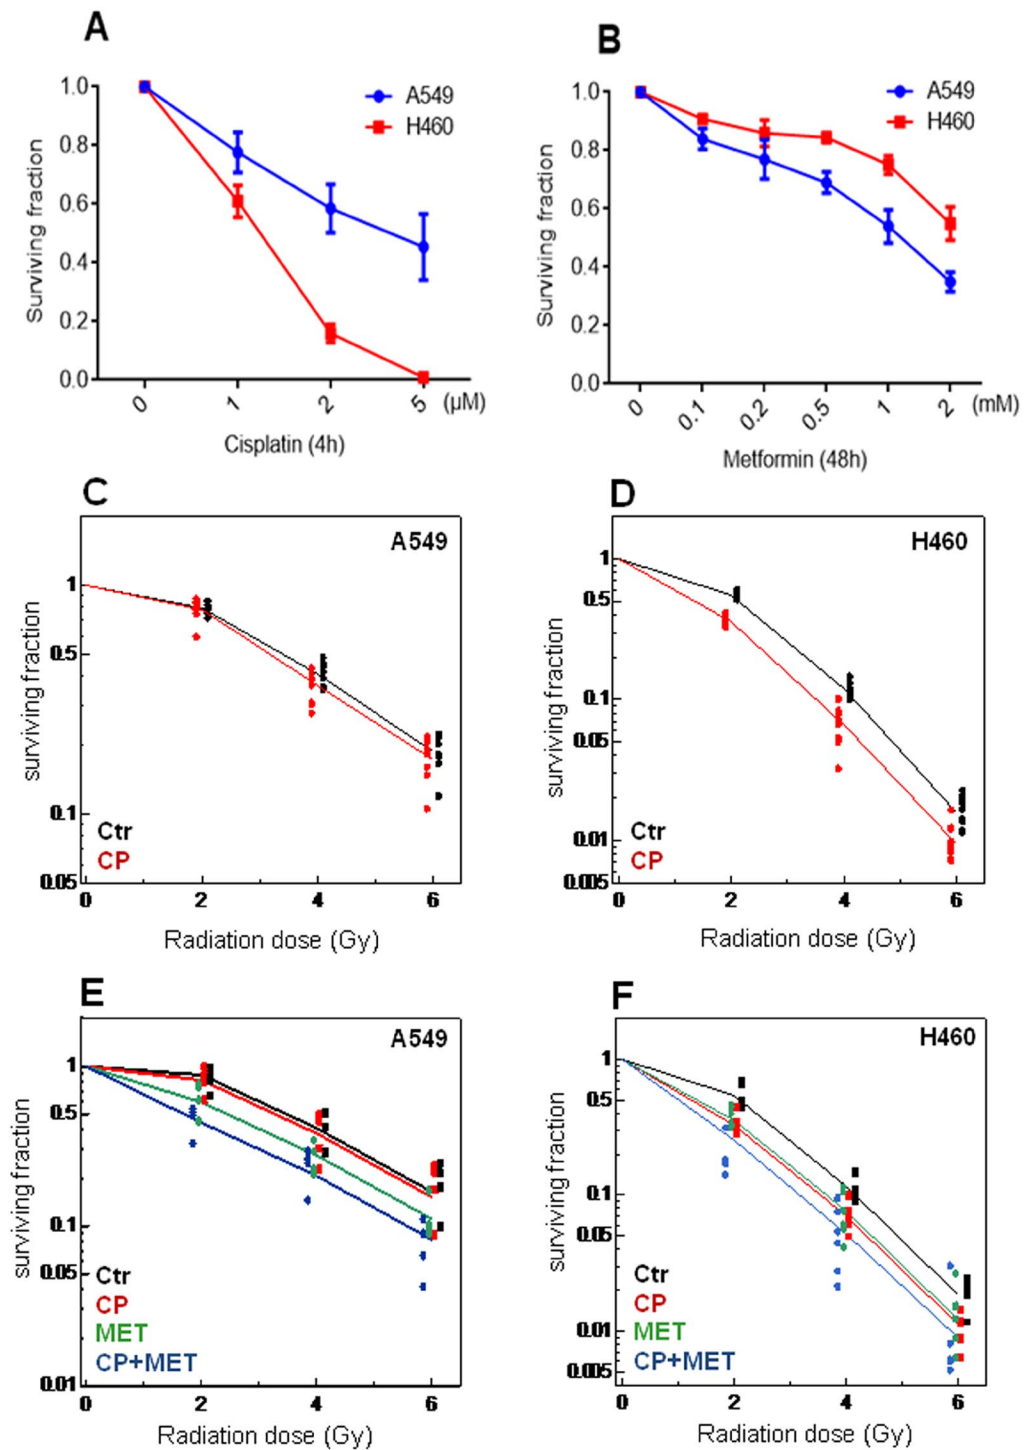 A
B
A549
H460
Surviving fraction
1.0
0.8
0.6
0.4
0.2
0.0
0
1
2
5
(µM)
Cisplatin (4h)
A549
H460
Surviving fraction
1.0
0.8
0.6
0.4
0.2
0.0
0
0.1
0.2
0.5
1
2
(mM)
Metformin (48h)
C
A549
surviving fraction
1
0.5
0.1
0.05
Ctr
CP
0 2 4 6
Radiation dose (Gy)
D
H460
surviving fraction
1
0.5
0.1
0.05
0.01
0.005
Ctr
CP
0 2 4 6
Radiation dose (Gy)
E
A549
surviving fraction
1
0.5
0.1
0.05
0.01
Ctr
CP
MET
CP+MET
0 2 4 6
Radiation dose (Gy)
F
H460
surviving fraction
1
0.5
0.1
0.05
0.01
0.005
Ctr
CP
MET
CP+MET
0 2 4 6
Radiation dose (Gy)